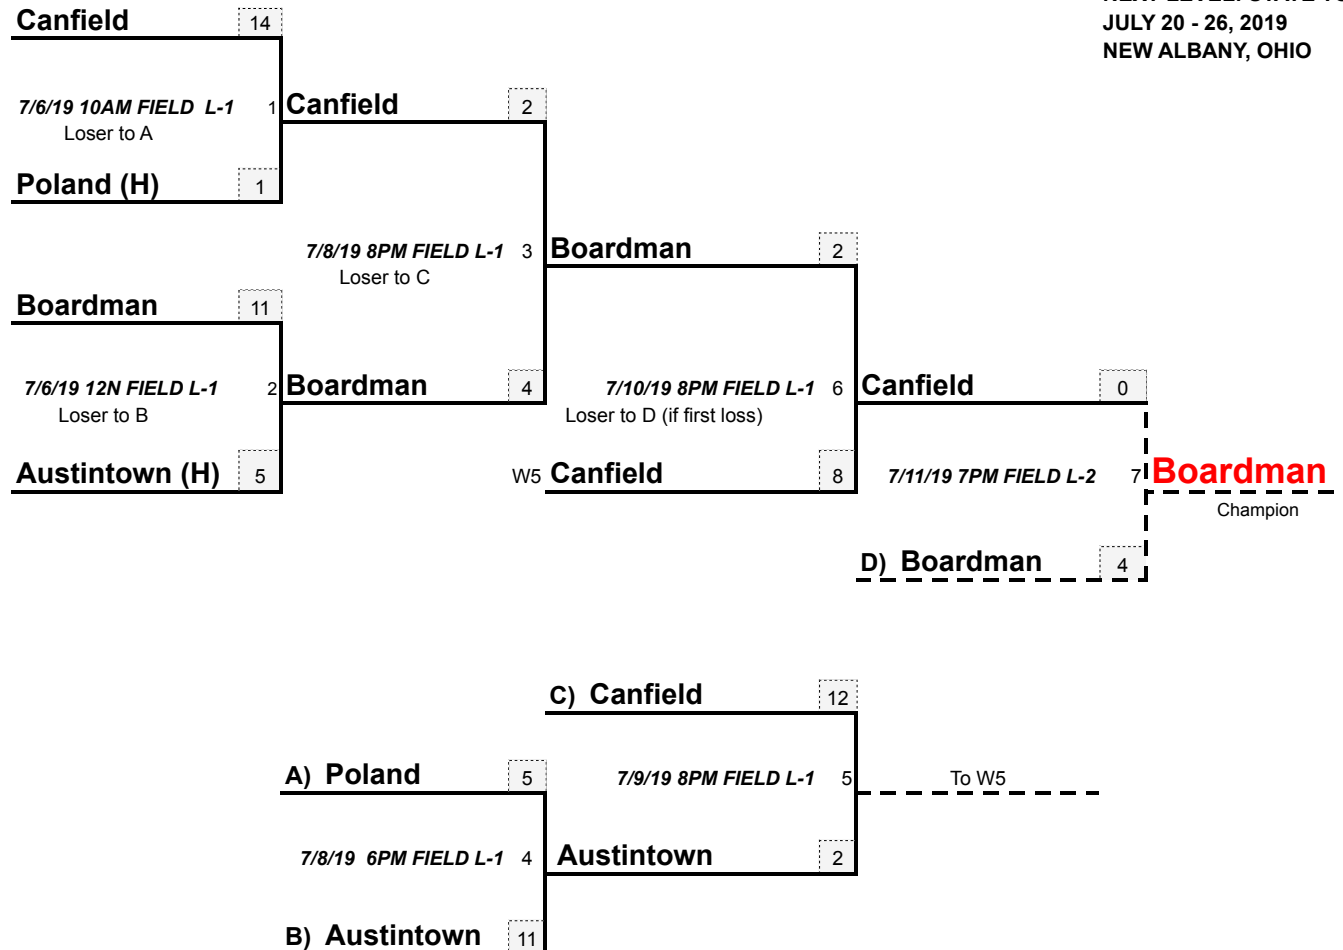 JULY 20 - 26, 2019
NEW ALBANY, OHIO
Canfield 14
7/6/19 10AM FIELD L-1 1
Loser to A
Canfield 2
Poland (H) 1
7/8/19 8PM FIELD L-1 3
Loser to C
Boardman 2
Boardman 11
7/6/19 12N FIELD L-1 2
Loser to B
Boardman 4
7/10/19 8PM FIELD L-1 6
Loser to D (if first loss)
Canfield 0
Austintown (H) 5
W5 Canfield 8
7/11/19 7PM FIELD L-2 7
Boardman
Champion
D) Boardman 4
C) Canfield 12
A) Poland 5
7/9/19 8PM FIELD L-1 5
To W5
7/8/19 6PM FIELD L-1 4
Austintown 2
B) Austintown 11